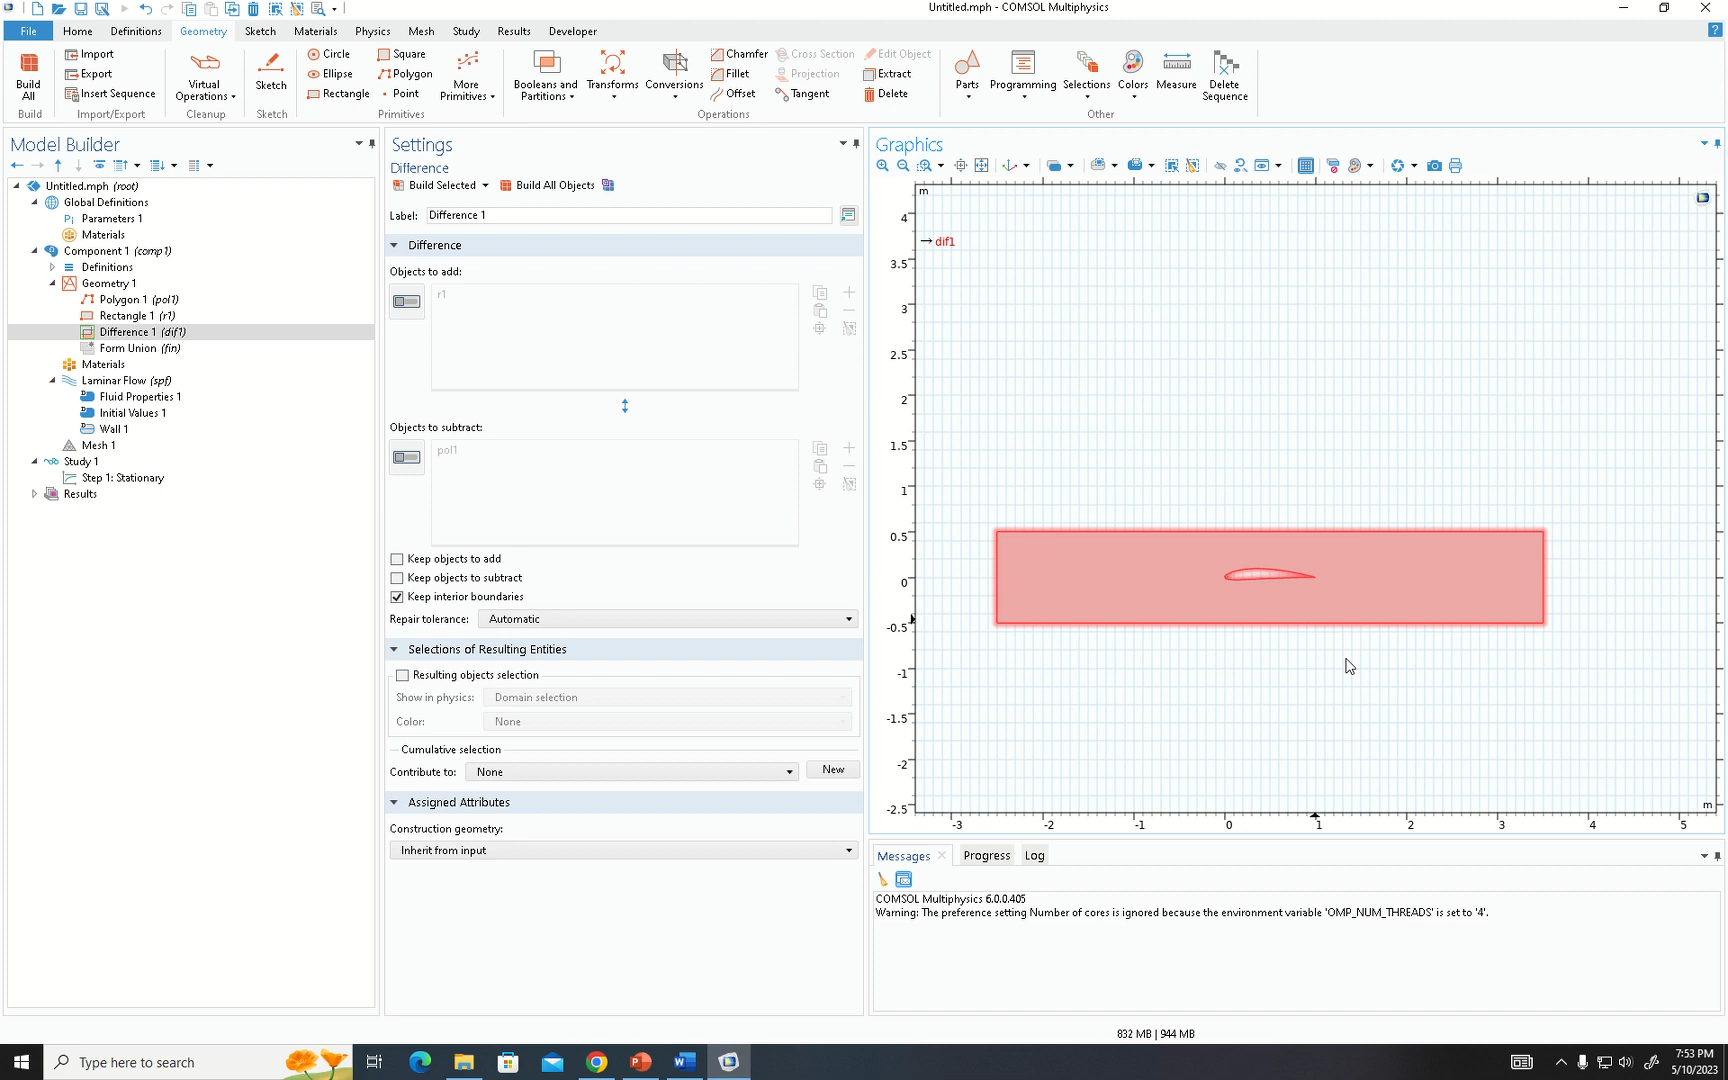 Untitled.mph - COMSOL Multiphysics
File Home Definitions Geometry Sketch Materials Physics Mesh Study Results Developer
Build All
Build
Import
Export
Insert Sequence
Import/Export
Virtual Operations
Cleanup
Sketch
Sketch
Circle
Ellipse
Rectangle
Square
Polygon
Point
More Primitives
Primitives
Booleans and Partitions
Transforms
Conversions
Chamfer
Fillet
Offset
Cross Section
Projection
Tangent
Edit Object
Extract
Delete
Operations
Parts
Programming
Selections
Colors
Measure
Delete Sequence
Other
Model Builder
Untitled.mph (root)
Global Definitions
Parameters 1
Materials
Component 1 (comp1)
Definitions
Geometry 1
Polygon 1 (pol1)
Rectangle 1 (r1)
Difference 1 (dif1)
Form Union (fin)
Materials
Laminar Flow (spf)
Fluid Properties 1
Initial Values 1
Wall 1
Mesh 1
Study 1
Step 1: Stationary
Results
Settings
Difference
Build Selected Build All Objects
Label: Difference 1
Difference
Objects to add:
r1
Objects to subtract:
pol1
Keep objects to add
Keep objects to subtract
Keep interior boundaries
Repair tolerance: Automatic
Selections of Resulting Entities
Resulting objects selection
Show in physics: Domain selection
Color: None
Cumulative selection
Contribute to: None New
Assigned Attributes
Construction geometry:
Inherit from input
Graphics
m
4
dif1
3.5
3
2.5
2
1.5
1
0.5
0
-0.5
-1
-1.5
-2
-2.5
m
-3 -2 -1 0 1 2 3 4 5
Messages Progress Log
COMSOL Multiphysics 6.0.0.405
Warning: The preference setting Number of cores is ignored because the environment variable 'OMP_NUM_THREADS' is set to '4'.
832 MB | 944 MB
Type here to search
7:53 PM
5/10/2023